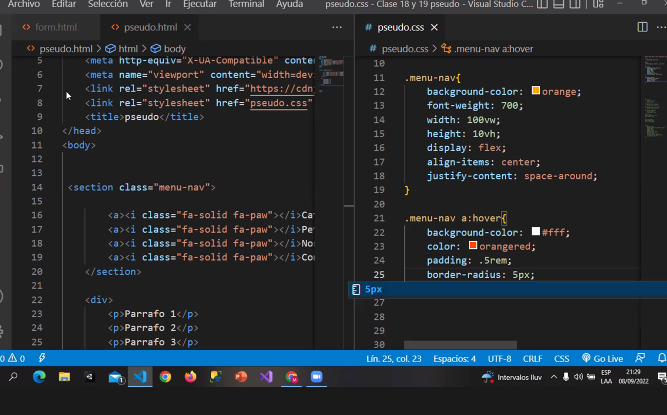 Archivo Editar Selección Ver Ir Ejecutar Terminal Ayuda pseudo.css - Clase 18 y 19 pseudo - Visual Studio C...
form.html pseudo.html × ···
pseudo.html > html > body
5 <meta http-equiv="X-UA-Compatible" conten
6 <meta name="viewport" content="width=dev
7 <link rel="stylesheet" href="https://cdn
8 <link rel="stylesheet" href="pseudo.css"
9 <title>pseudo</title>
10 </head>
11 <body>
12
13
14 <section class="menu-nav">
15
16 <a><i class="fa-solid fa-paw"></i>Ca
17 <a><i class="fa-solid fa-paw"></i>Pe
18 <a><i class="fa-solid fa-paw"></i>No
19 <a><i class="fa-solid fa-paw"></i>Co
20 </section>
21
22 <div>
23 <p>Parrafo 1</p>
24 <p>Parrafo 2</p>
25 <p>Parrafo 3</p>
# pseudo.css × ···
# pseudo.css > .menu-nav a:hover
10
11 .menu-nav{
12 background-color: orange;
13 font-weight: 700;
14 width: 100vw;
15 height: 10vh;
16 display: flex;
17 align-items: center;
18 justify-content: space-around;
19 }
20
21 .menu-nav a:hover{
22 background-color: #fff;
23 color: orangered;
24 padding: .5rem;
25 border-radius: 5px;
5px
27
28
29
30
0 0 Lín. 25, col. 23 Espacios: 4 UTF-8 CRLF CSS Go Live
Intervalos lluv ESP LAA 21:29 08/09/2022